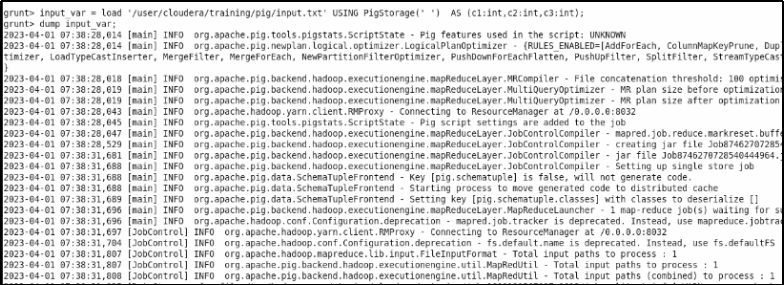 grunt> input_var = load '/user/cloudera/training/pig/input.txt' USING PigStorage(' ')  AS (c1:int,c2:int,c3:int);
grunt> dump input_var;
2023-04-01 07:38:28,014 [main] INFO  org.apache.pig.tools.pigstats.ScriptState - Pig features used in the script: UNKNOWN
2023-04-01 07:38:28,014 [main] INFO  org.apache.pig.newplan.logical.optimizer.LogicalPlanOptimizer - {RULES_ENABLED=[AddForEach, ColumnMapKeyPrune, Dup
timizer, LoadTypeCastInserter, MergeFilter, MergeForEach, NewPartitionFilterOptimizer, PushDownForEachFlatten, PushUpFilter, SplitFilter, StreamTypeCast
}
2023-04-01 07:38:28,018 [main] INFO  org.apache.pig.backend.hadoop.executionengine.mapReduceLayer.MRCompiler - File concatenation threshold: 100 optimis
2023-04-01 07:38:28,019 [main] INFO  org.apache.pig.backend.hadoop.executionengine.mapReduceLayer.MultiQueryOptimizer - MR plan size before optimization
2023-04-01 07:38:28,019 [main] INFO  org.apache.pig.backend.hadoop.executionengine.mapReduceLayer.MultiQueryOptimizer - MR plan size after optimization
2023-04-01 07:38:28,043 [main] INFO  org.apache.hadoop.yarn.client.RMProxy - Connecting to ResourceManager at /0.0.0.0:8032
2023-04-01 07:38:28,045 [main] INFO  org.apache.pig.tools.pigstats.ScriptState - Pig script settings are added to the job
2023-04-01 07:38:28,047 [main] INFO  org.apache.pig.backend.hadoop.executionengine.mapReduceLayer.JobControlCompiler - mapred.job.reduce.markreset.buffe
2023-04-01 07:38:28,529 [main] INFO  org.apache.pig.backend.hadoop.executionengine.mapReduceLayer.JobControlCompiler - creating jar file Job874627072854
2023-04-01 07:38:31,681 [main] INFO  org.apache.pig.backend.hadoop.executionengine.mapReduceLayer.JobControlCompiler - jar file Job8746270728540444964.j
2023-04-01 07:38:31,688 [main] INFO  org.apache.pig.backend.hadoop.executionengine.mapReduceLayer.JobControlCompiler - Setting up single store job
2023-04-01 07:38:31,688 [main] INFO  org.apache.pig.data.SchemaTupleFrontend - Key [pig.schematuple] is false, will not generate code.
2023-04-01 07:38:31,688 [main] INFO  org.apache.pig.data.SchemaTupleFrontend - Starting process to move generated code to distributed cache
2023-04-01 07:38:31,689 [main] INFO  org.apache.pig.data.SchemaTupleFrontend - Setting key [pig.schematuple.classes] with classes to deserialize []
2023-04-01 07:38:31,696 [main] INFO  org.apache.pig.backend.hadoop.executionengine.mapReduceLayer.MapReduceLauncher - 1 map-reduce job(s) waiting for su
2023-04-01 07:38:31,696 [main] INFO  org.apache.hadoop.conf.Configuration.deprecation - mapred.job.tracker is deprecated. Instead, use mapreduce.jobtrac
2023-04-01 07:38:31,697 [JobControl] INFO  org.apache.hadoop.yarn.client.RMProxy - Connecting to ResourceManager at /0.0.0.0:8032
2023-04-01 07:38:31,704 [JobControl] INFO  org.apache.hadoop.conf.Configuration.deprecation - fs.default.name is deprecated. Instead, use fs.defaultFS
2023-04-01 07:38:31,807 [JobControl] INFO  org.apache.hadoop.mapreduce.lib.input.FileInputFormat - Total input paths to process : 1
2023-04-01 07:38:31,807 [JobControl] INFO  org.apache.pig.backend.hadoop.executionengine.util.MapRedUtil - Total input paths to process : 1
2023-04-01 07:38:31,808 [JobControl] INFO  org.apache.pig.backend.hadoop.executionengine.util.MapRedUtil - Total input paths (combined) to process : 1